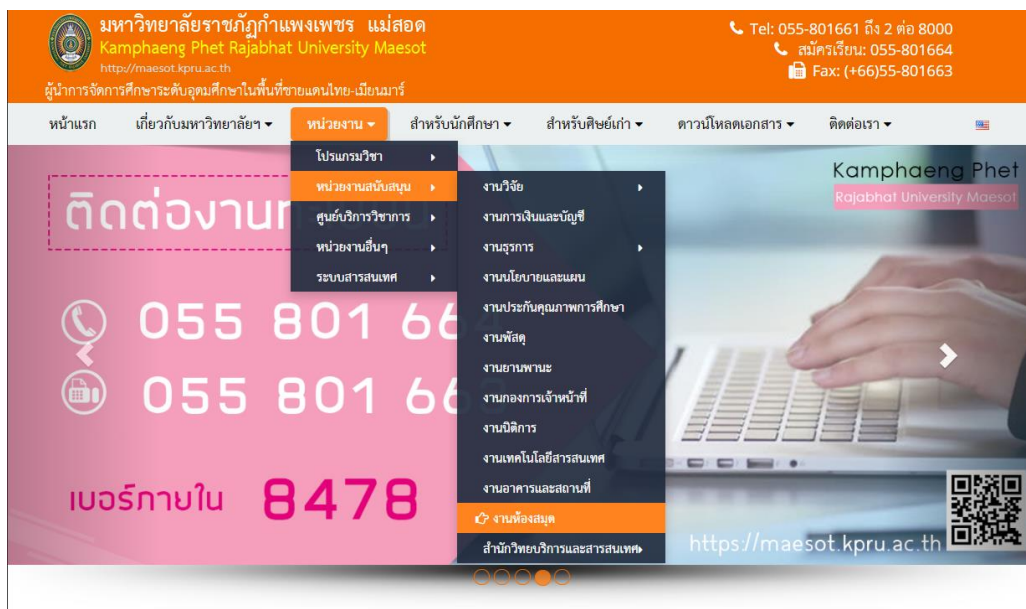 มหาวิทยาลัยราชภัฏกำแพงเพชร แม่สอด
Kamphaeng Phet Rajabhat University Maesot
http://maesot.kpru.ac.th
ผู้นำการจัดการศึกษาระดับอุดมศึกษาในพื้นที่ชายแดนไทย-เมียนมาร์
Tel: 055-801661 ถึง 2 ต่อ 8000
สมัครเรียน: 055-801664
Fax: (+66)55-801663
หน้าแรก เกี่ยวกับมหาวิทยาลัยฯ หน่วยงาน สำหรับนักศึกษา สำหรับศิษย์เก่า ดาวน์โหลดเอกสาร ติดต่อเรา
โปรแกรมวิชา
หน่วยงานสนับสนุน
ศูนย์บริการวิชาการ
หน่วยงานอื่นๆ
ระบบสารสนเทศ
งานวิจัย
งานการเงินและบัญชี
งานธุรการ
งานนโยบายและแผน
งานประกันคุณภาพการศึกษา
งานพัสดุ
งานยานพานะ
งานกองการเจ้าหน้าที่
งานนิติการ
งานเทคโนโลยีสารสนเทศ
งานอาคารและสถานที่
งานห้องสมุด
สำนักวิทยบริการและสารสนเทศ
ติดต่องาน
055 801 664
055 801 663
เบอร์ภายใน 8478
Kamphaeng Phet
Rajabhat University Maesot
https://maesot.kpru.ac.th